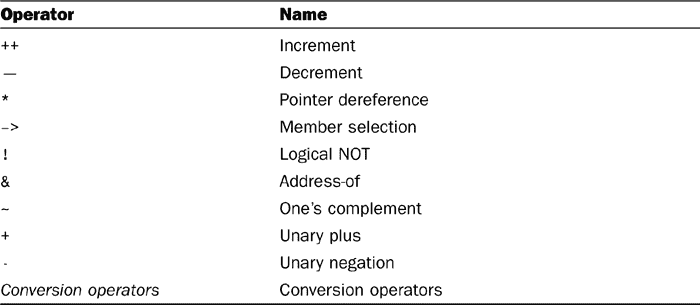 Operator Name
++ Increment
— Decrement
* Pointer dereference
–> Member selection
! Logical NOT
& Address-of
~ One’s complement
+ Unary plus
- Unary negation
Conversion operators Conversion operators